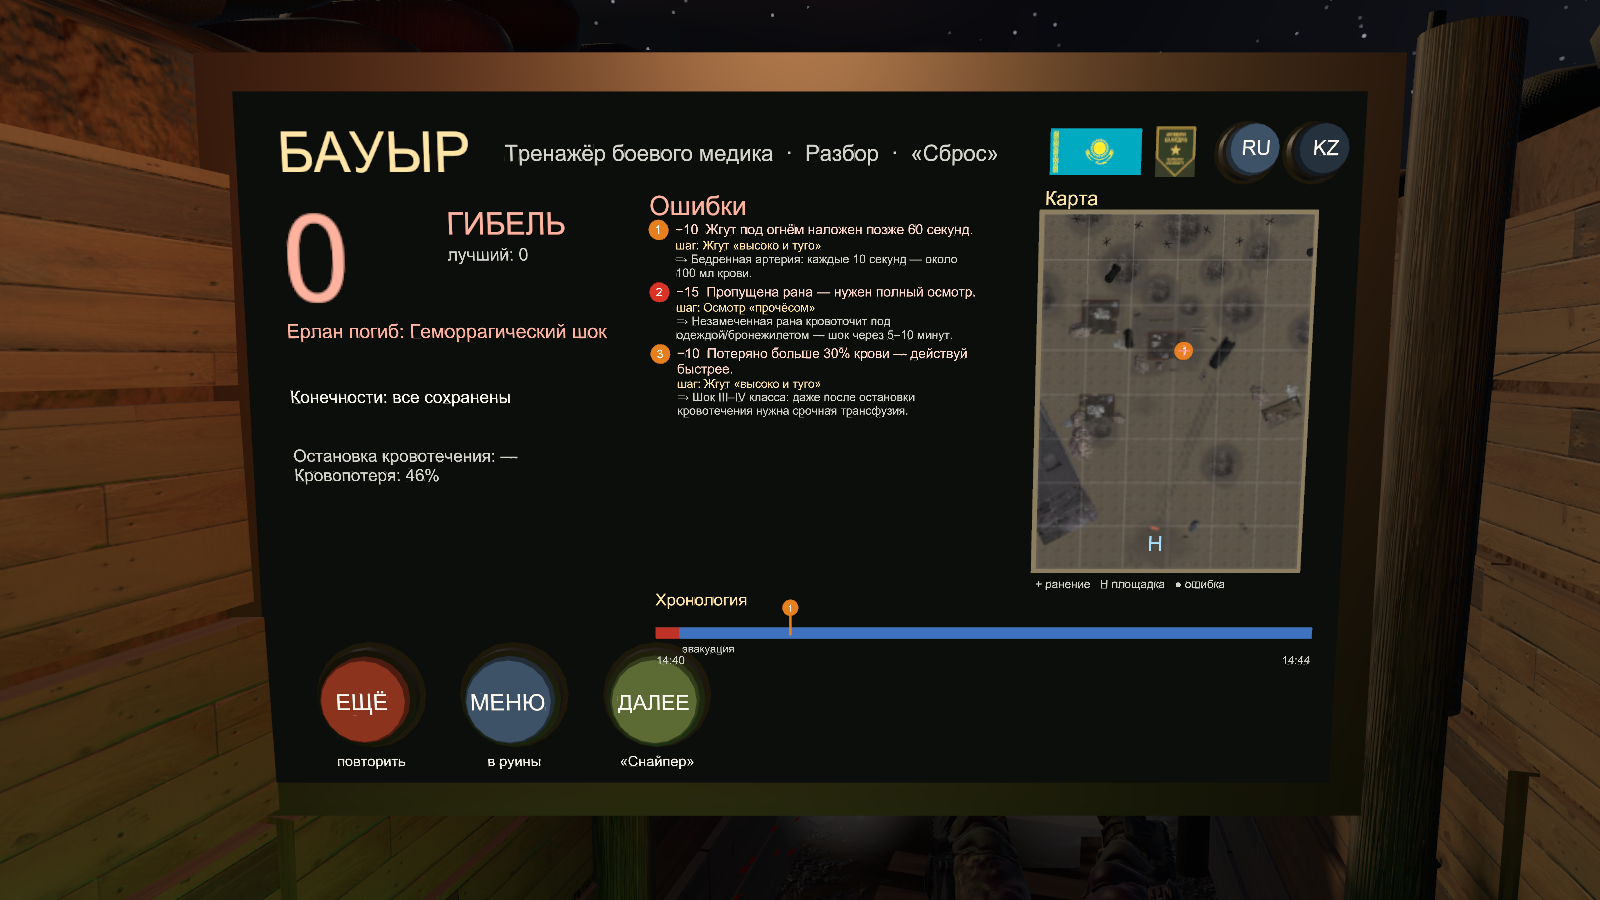 БАУЫР
Тренажёр боевого медика · Разбор · «Сброс»
RU
KZ
0
ГИБЕЛЬ
лучший: 0
Ерлан погиб: Геморрагический шок
Конечности: все сохранены
Остановка кровотечения: —
Кровопотеря: 46%
Ошибки
1 −10 Жгут под огнём наложен позже 60 секунд.
шаг: Жгут «высоко и туго»
⇒ Бедренная артерия: каждые 10 секунд — около
100 мл крови.
2 −15 Пропущена рана — нужен полный осмотр.
шаг: Осмотр «прочёсом»
⇒ Незамеченная рана кровоточит под
одеждой/бронежилетом — шок через 5–10 минут.
3 −10 Потеряно больше 30% крови — действуй
быстрее.
шаг: Жгут «высоко и туго»
⇒ Шок III–IV класса: даже после остановки
кровотечения нужна срочная трансфузия.
Карта
1
H
+ ранение H площадка ● ошибка
Хронология
1
эвакуация
14:40
14:44
ЕЩЁ
МЕНЮ
ДАЛЕЕ
повторить
в руины
«Снайпер»